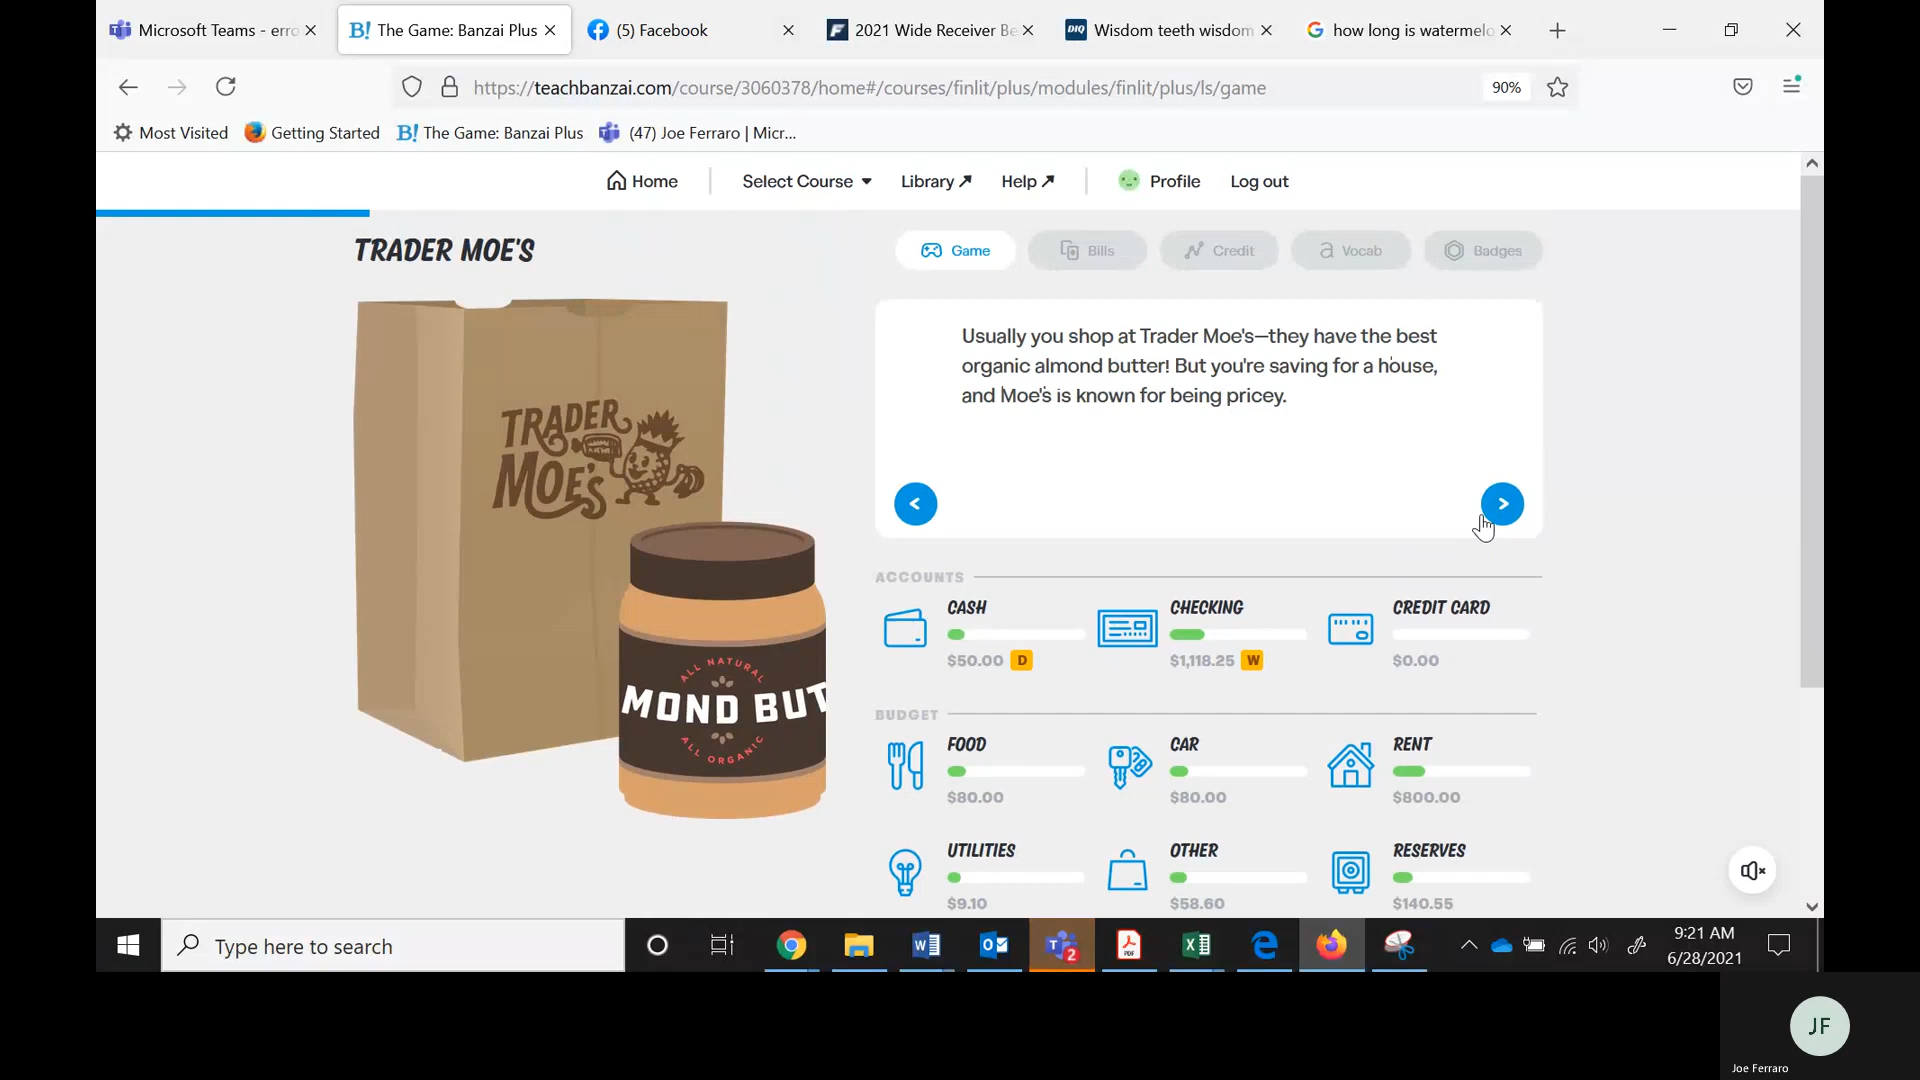 Microsoft Teams - erro
The Game: Banzai Plus
(5) Facebook
2021 Wide Receiver Be
Wisdom teeth wisdom
how long is watermelo
https://teachbanzai.com/course/3060378/home#/courses/finlit/plus/modules/finlit/plus/ls/game
90%
Most Visited
Getting Started
B! The Game: Banzai Plus
(47) Joe Ferraro | Micr...
Home
Select Course
Library
Help
Profile
Log out
TRADER MOE'S
Game
Bills
Credit
Vocab
Badges
TRADER
MOE'S
ALL NATURAL
MOND BUT
ALL ORGANIC
Usually you shop at Trader Moe's—they have the best
organic almond butter! But you're saving for a house,
and Moe's is known for being pricey.
ACCOUNTS
CASH
$50.00 D
CHECKING
$1,118.25 W
CREDIT CARD
$0.00
BUDGET
FOOD
$80.00
CAR
$80.00
RENT
$800.00
UTILITIES
$9.10
OTHER
$58.60
RESERVES
$140.55
Type here to search
2
9:21 AM
6/28/2021
JF
Joe Ferraro